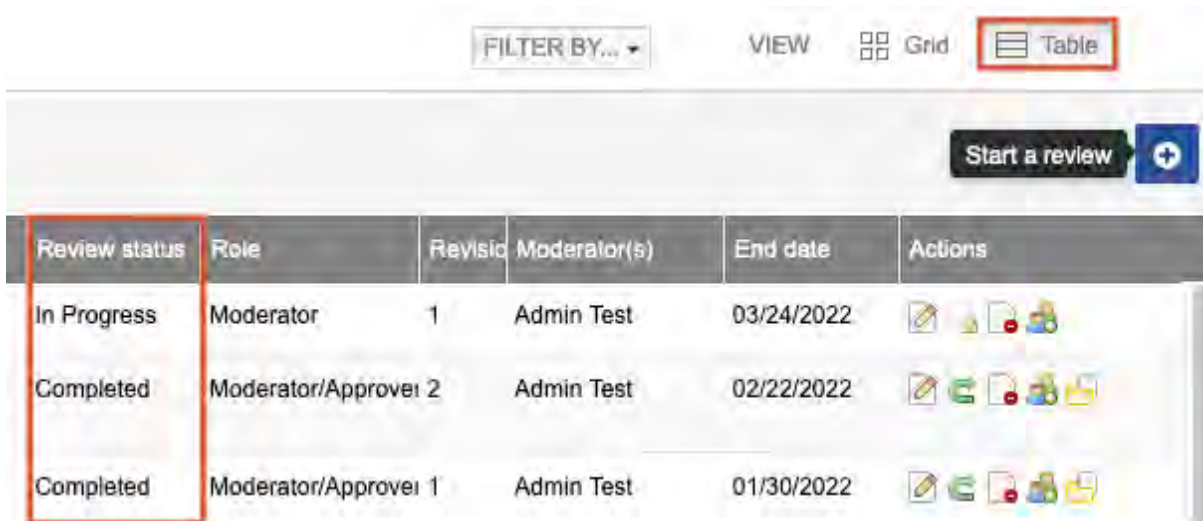 FILTER BY... VIEW Grid Table
Start a review
Review status Role Revisio Moderator(s) End date Actions
In Progress Moderator 1 Admin Test 03/24/2022
Completed Moderator/Approver 2 Admin Test 02/22/2022
Completed Moderator/Approver 1 Admin Test 01/30/2022